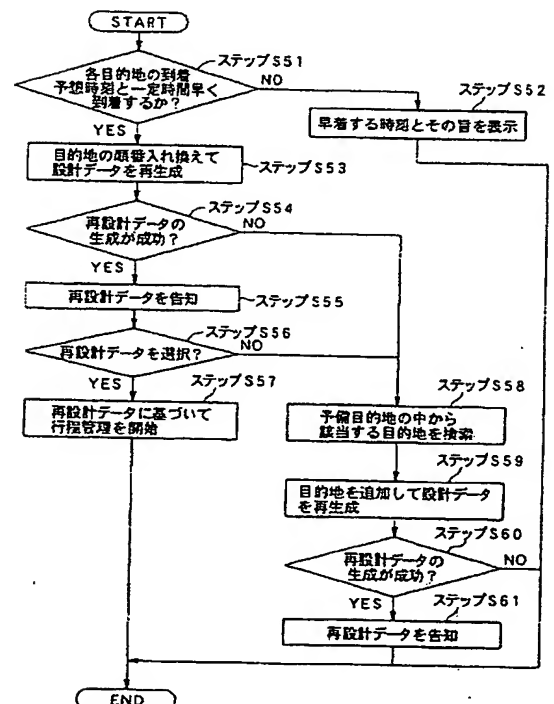 START
ステップS51
各目的地の到着
予想時刻と一定時間早く
到着するか?
NO
ステップS52
早着する時刻とその旨を表示
YES
目的地の順番入れ換えて
設計データを再生成
ステップS53
ステップS54
再設計データの
生成が成功?
NO
YES
再設計データを告知
ステップS55
ステップS56
再設計データを選択?
NO
YES
ステップS57
再設計データに基づいて
行程管理を開始
ステップS58
予備目的地の中から
該当する目的地を検索
ステップS59
目的地を追加して設計データ
を再生成
ステップS60
再設計データの
生成が成功?
NO
YES
ステップS61
再設計データを告知
END